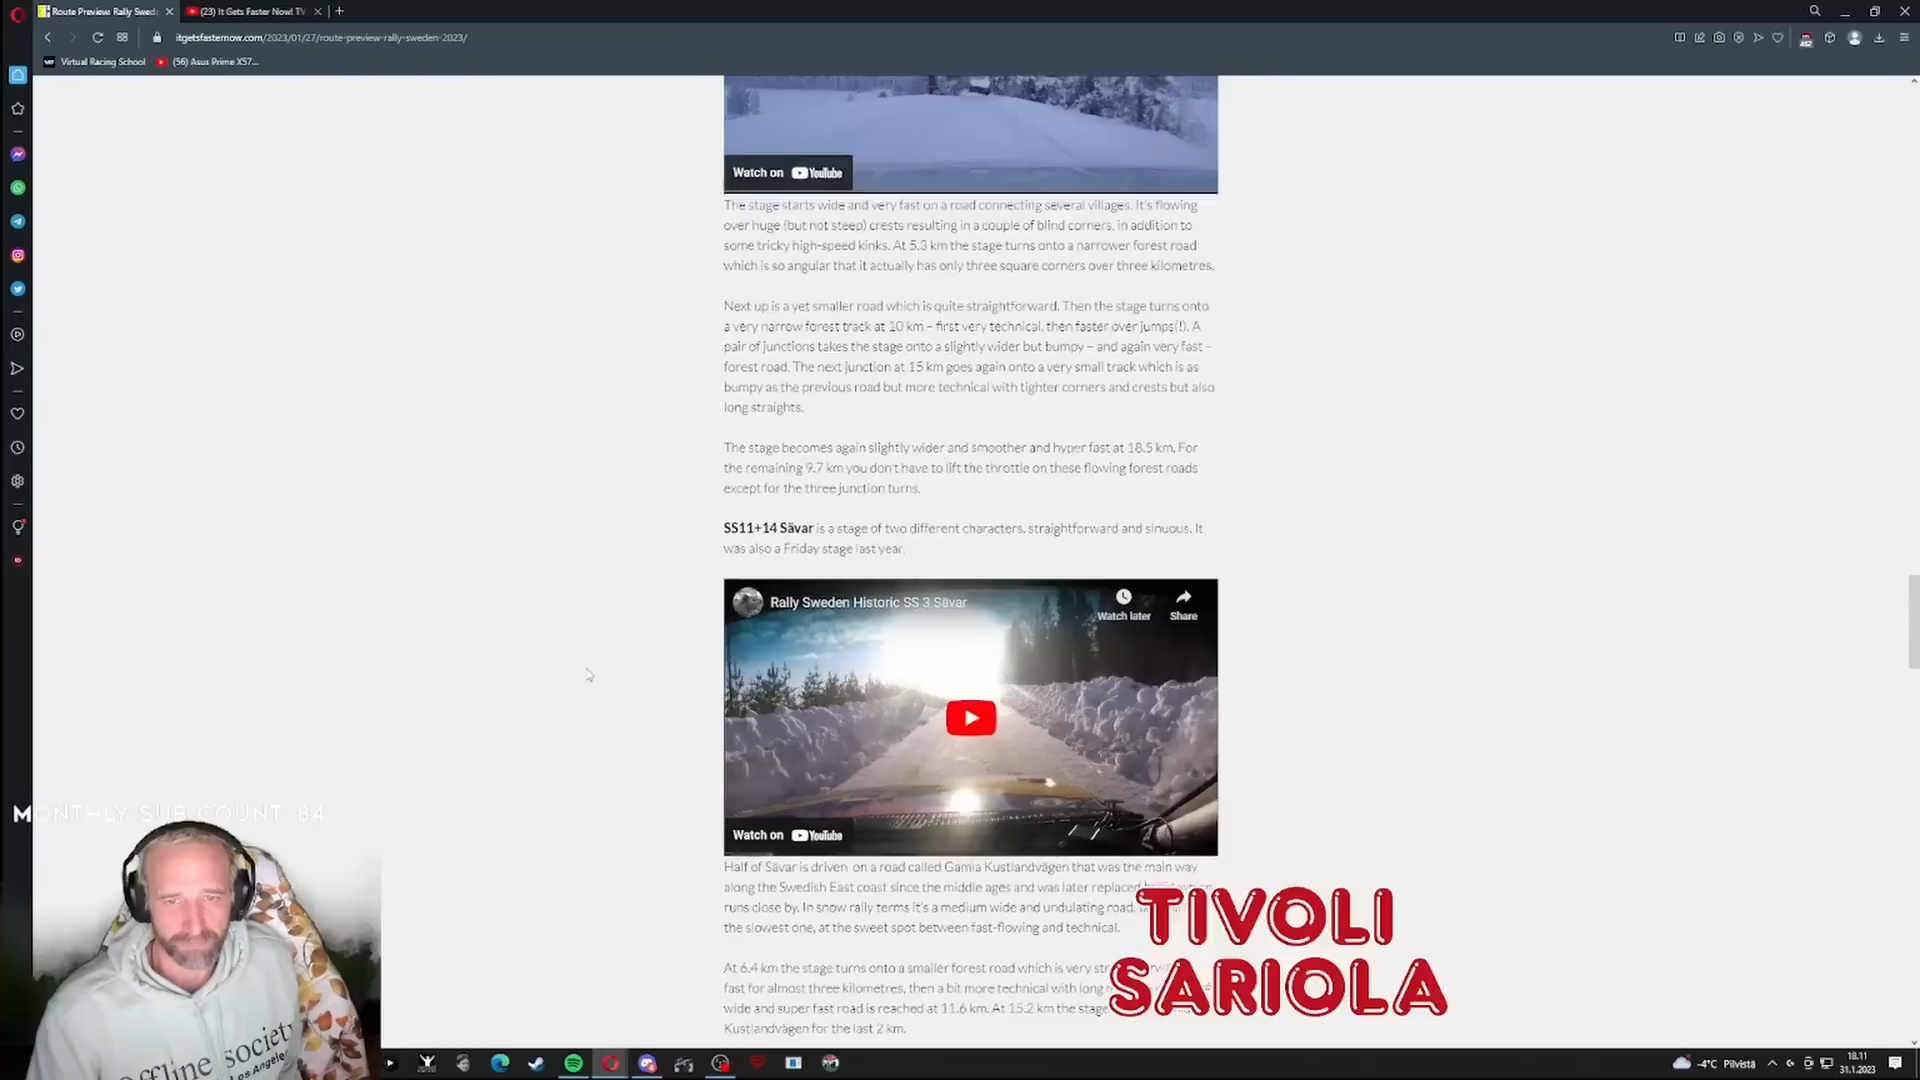 Route Preview: Rally Swed
(23) It Gets Faster Now! TV
itgetsfasternow.com/2023/01/27/route-preview-rally-sweden-2023/
Virtual Racing School
(56) Asus Prime X57...
Watch on YouTube
The stage starts wide and very fast on a road connecting several villages. It's flowing
over huge (but not steep) crests resulting in a couple of blind corners, in addition to
some tricky high-speed kinks. At 5.3 km the stage turns onto a narrower forest road
which is so angular that it actually has only three square corners over three kilometres.
Next up is a yet smaller road which is quite straightforward. Then the stage turns onto
a very narrow forest track at 10 km – first very technical, then faster over jumps(!). A
pair of junctions takes the stage onto a slightly wider but bumpy – and again very fast –
forest road. The next junction at 15 km goes again onto a very small track which is as
bumpy as the previous road but more technical with tighter corners and crests but also
long straights.
The stage becomes again slightly wider and smoother and hyper fast at 18.5 km. For
the remaining 9.7 km you don't have to lift the throttle on these flowing forest roads
except for the three junction turns.
SS11+14 Sävar is a stage of two different characters, straightforward and sinuous. It
was also a Friday stage last year.
Rally Sweden Historic SS 3 Sävar
Watch later
Share
Watch on YouTube
Half of Sävar is driven on a road called Gamla Kustlandvägen that was the main way
along the Swedish East coast since the middle ages and was later replaced
runs close by. In snow rally terms it's a medium wide and undulating road,
the slowest one, at the sweet spot between fast-flowing and technical.
At 6.4 km the stage turns onto a smaller forest road which is very
fast for almost three kilometres, then a bit more technical with long
wide and super fast road is reached at 11.6 km. At 15.2 km the stage
Kustlandvägen for the last 2 km.
MONTHLY SUB COUNT: 84
offline society
Los Angeles
TIVOLI
SARIOLA
-4°C Pilvistä
18.11
31.1.2023